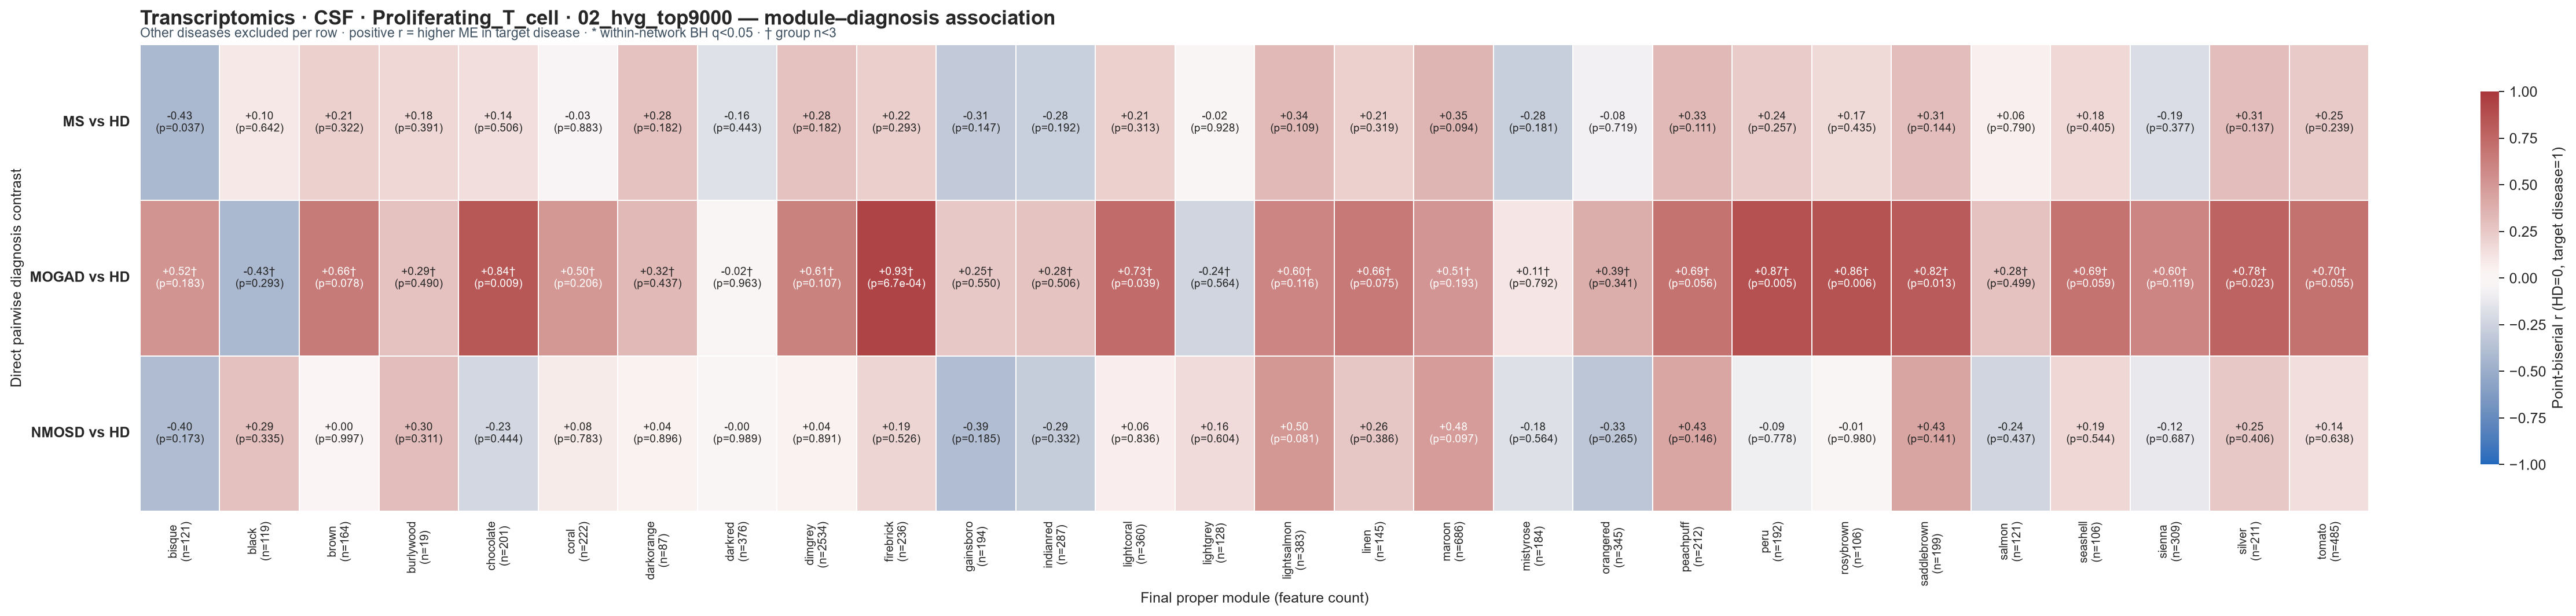 Transcriptomics · CSF · Proliferating_T_cell · 02_hvg_top9000 — module–diagnosis association
Other diseases excluded per row · positive r = higher ME in target disease · * within-network BH q<0.05 · † group n<3
Direct pairwise diagnosis contrast
MS vs HD
-0.43 +0.10 +0.21 +0.18 +0.14 -0.03 +0.28 -0.16 +0.28 +0.22 -0.31 -0.28 +0.21 -0.02 +0.34 +0.21 +0.35 -0.28 -0.08 +0.33 +0.24 +0.17 +0.31 +0.06 +0.18 -0.19 +0.31 +0.25
(p=0.037) (p=0.642) (p=0.322) (p=0.391) (p=0.506) (p=0.883) (p=0.182) (p=0.443) (p=0.182) (p=0.293) (p=0.147) (p=0.192) (p=0.313) (p=0.928) (p=0.109) (p=0.319) (p=0.094) (p=0.181) (p=0.719) (p=0.111) (p=0.257) (p=0.435) (p=0.144) (p=0.790) (p=0.405) (p=0.377) (p=0.137) (p=0.239)
MOGAD vs HD
+0.52† -0.43† +0.66† +0.29† +0.84† +0.50† +0.32† -0.02† +0.61† +0.93† +0.25† +0.28† +0.73† -0.24† +0.60† +0.66† +0.51† +0.11† +0.39† +0.69† +0.87† +0.86† +0.82† +0.28† +0.69† +0.60† +0.78† +0.70†
(p=0.183) (p=0.293) (p=0.078) (p=0.490) (p=0.009) (p=0.206) (p=0.437) (p=0.963) (p=0.107) (p=6.7e-04) (p=0.550) (p=0.506) (p=0.039) (p=0.564) (p=0.116) (p=0.075) (p=0.193) (p=0.792) (p=0.341) (p=0.056) (p=0.005) (p=0.006) (p=0.013) (p=0.499) (p=0.059) (p=0.119) (p=0.023) (p=0.055)
NMOSD vs HD
-0.40 +0.29 +0.00 +0.30 -0.23 +0.08 +0.04 -0.00 +0.04 +0.19 -0.39 -0.29 +0.06 +0.16 +0.50 +0.26 +0.48 -0.18 -0.33 +0.43 -0.09 -0.01 +0.43 -0.24 +0.19 -0.12 +0.25 +0.14
(p=0.173) (p=0.335) (p=0.997) (p=0.311) (p=0.444) (p=0.783) (p=0.896) (p=0.989) (p=0.891) (p=0.526) (p=0.185) (p=0.332) (p=0.836) (p=0.604) (p=0.081) (p=0.386) (p=0.097) (p=0.564) (p=0.265) (p=0.146) (p=0.778) (p=0.980) (p=0.141) (p=0.437) (p=0.544) (p=0.687) (p=0.406) (p=0.638)
bisque
(n=121)
black
(n=119)
brown
(n=164)
burlywood
(n=19)
chocolate
(n=201)
coral
(n=222)
darkorange
(n=87)
darkred
(n=376)
dimgrey
(n=2534)
firebrick
(n=236)
gainsboro
(n=194)
indianred
(n=287)
lightcoral
(n=360)
lightgrey
(n=128)
lightsalmon
(n=383)
linen
(n=145)
maroon
(n=686)
mistyrose
(n=184)
orangered
(n=345)
peachpuff
(n=212)
peru
(n=192)
rosybrown
(n=106)
saddlebrown
(n=199)
salmon
(n=121)
seashell
(n=106)
sienna
(n=309)
silver
(n=211)
tomato
(n=485)
Final proper module (feature count)
1.00
0.75
0.50
0.25
0.00
−0.25
−0.50
−0.75
−1.00
Point-biserial r (HD=0, target disease=1)